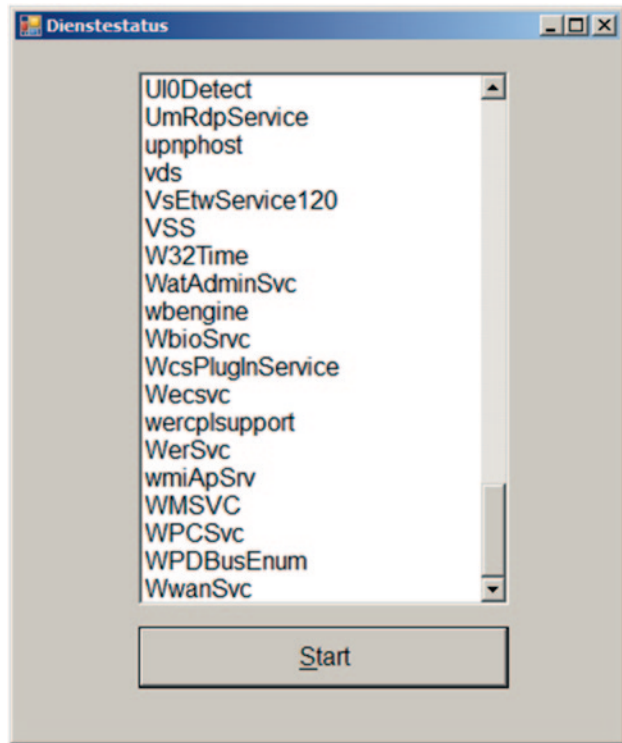 Dienstestatus
UI0Detect
UmRdpService
upnphost
vds
VsEtwService120
VSS
W32Time
WatAdminSvc
wbengine
WbioSrvc
WcsPlugInService
Wecsvc
wercplsupport
WerSvc
wmiApSrv
WMSVC
WPCSvc
WPDBusEnum
WwanSvc
Start